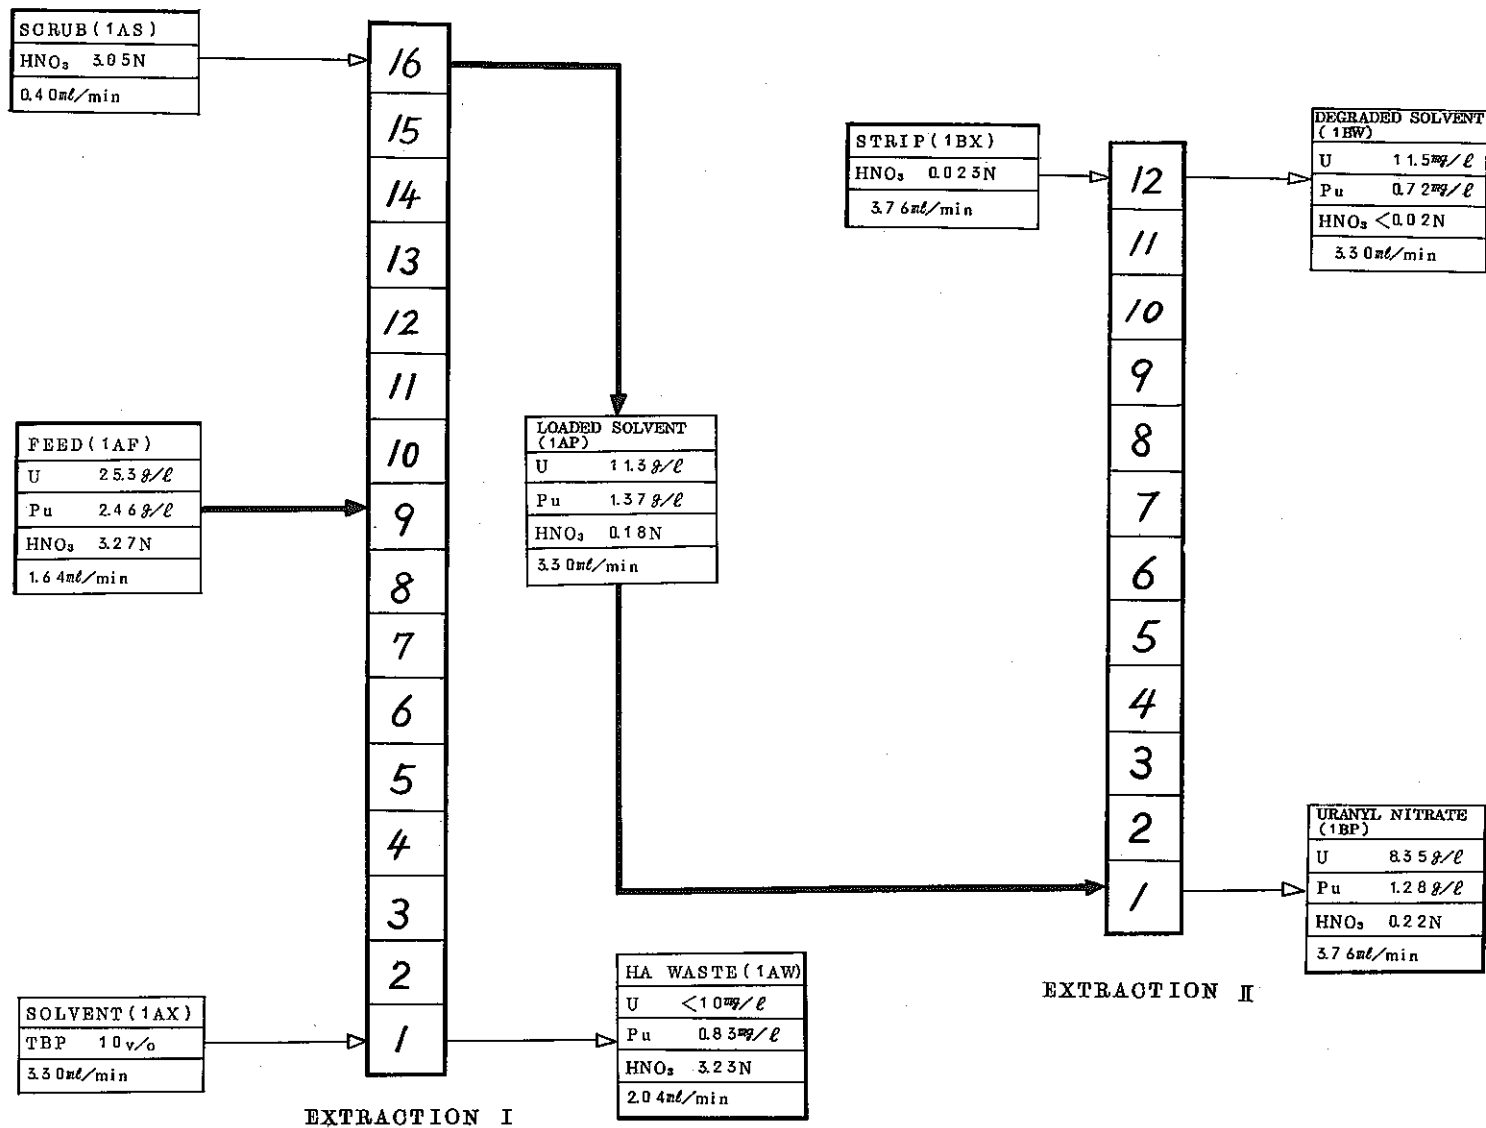 SCRUB(1AS)
HNO₃ 3.05N
0.40ml/min
16
15
14
13
12
11
10
9
8
7
6
5
4
3
2
1
FEED(1AF)
U 25.3g/ℓ
Pu 2.46g/ℓ
HNO₃ 3.27N
1.64ml/min
SOLVENT(1AX)
TBP 10v/o
3.30ml/min
EXTRACTION I
LOADED SOLVENT
(1AP)
U 11.3g/ℓ
Pu 1.37g/ℓ
HNO₃ 0.18N
3.30ml/min
HA WASTE(1AW)
U <10mg/ℓ
Pu 0.83mg/ℓ
HNO₃ 3.23N
2.04ml/min
STRIP(1BX)
HNO₃ 0.023N
3.76ml/min
12
11
10
9
8
7
6
5
4
3
2
1
EXTRACTION II
DEGRADED SOLVENT
(1BW)
U 11.5mg/ℓ
Pu 0.72mg/ℓ
HNO₃ <0.02N
3.30ml/min
URANYL NITRATE
(1BP)
U 8.35g/ℓ
Pu 1.28g/ℓ
HNO₃ 0.22N
3.76ml/min